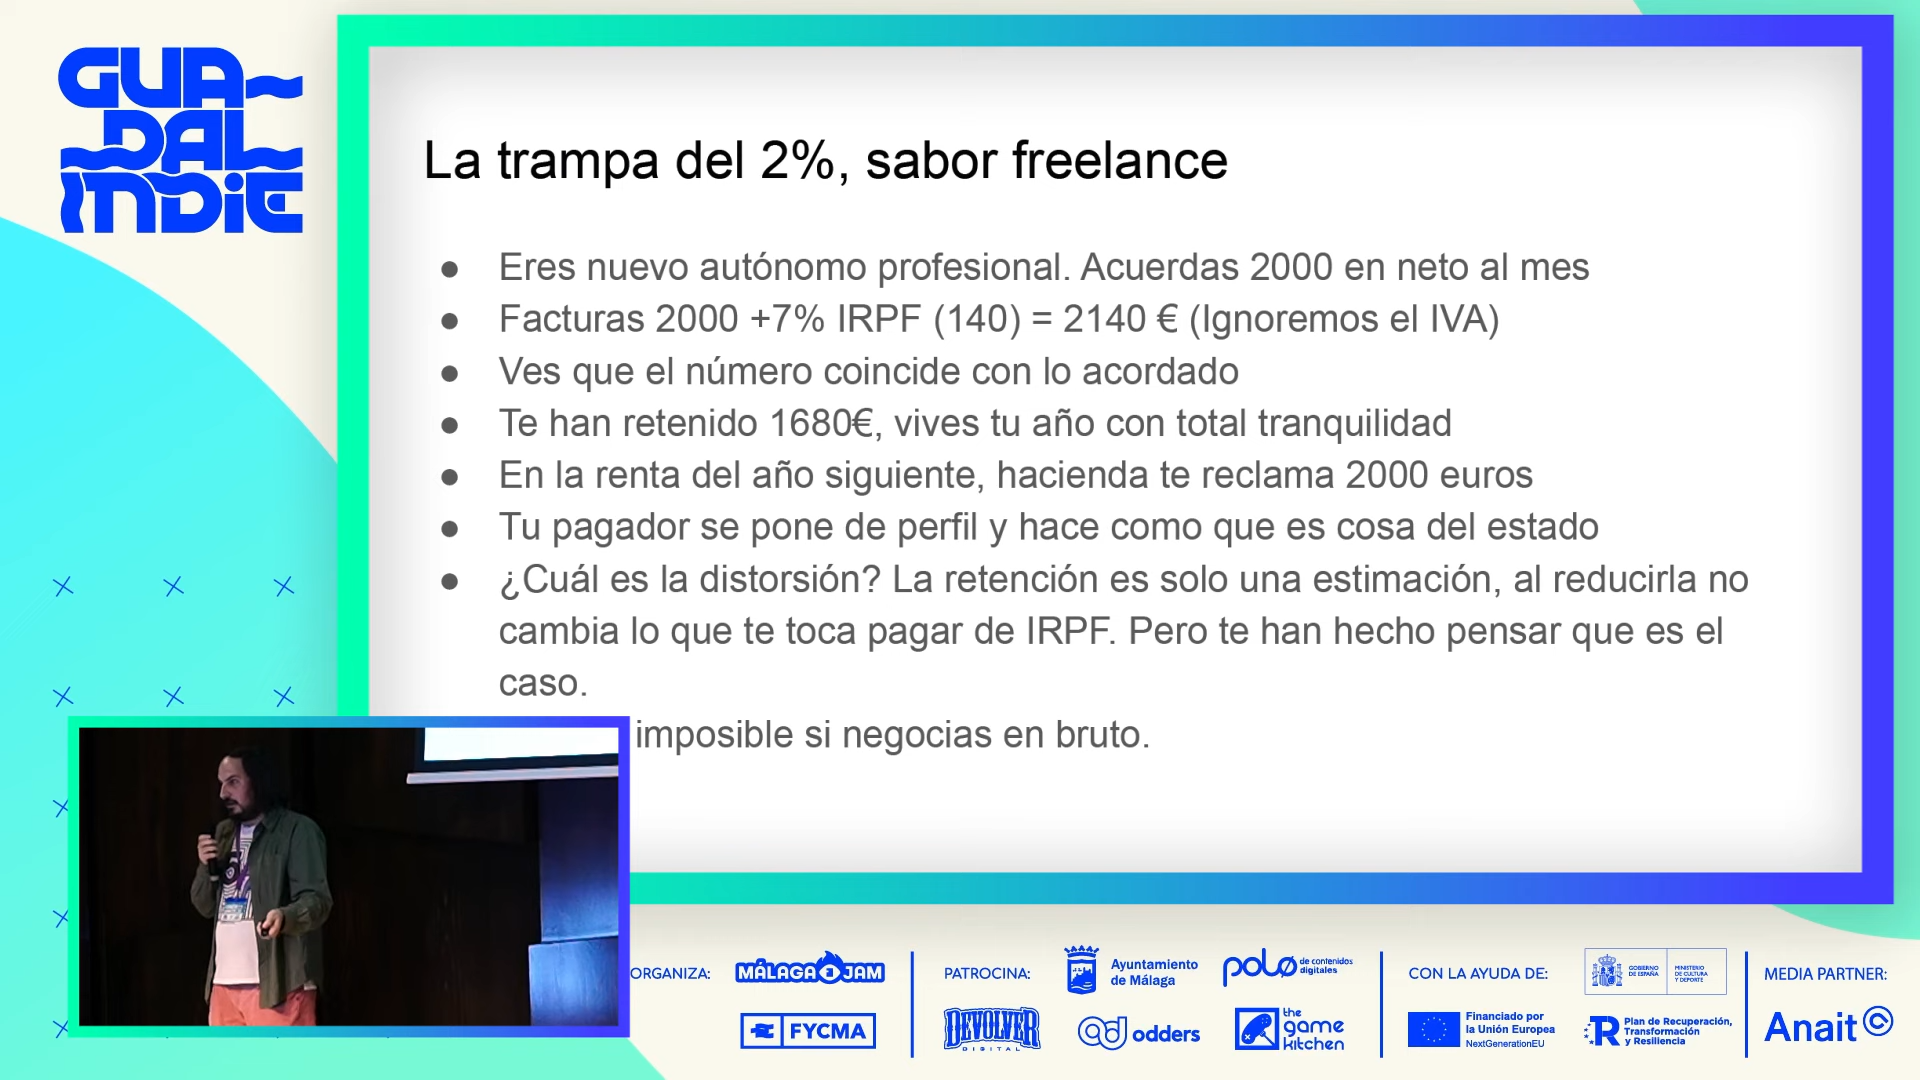 GUA
DAL
INDIE
La trampa del 2%, sabor freelance
● Eres nuevo autónomo profesional. Acuerdas 2000 en neto al mes
● Facturas 2000 +7% IRPF (140) = 2140 € (Ignoremos el IVA)
● Ves que el número coincide con lo acordado
● Te han retenido 1680€, vives tu año con total tranquilidad
● En la renta del año siguiente, hacienda te reclama 2000 euros
● Tu pagador se pone de perfil y hace como que es cosa del estado
● ¿Cuál es la distorsión? La retención es solo una estimación, al reducirla no
cambia lo que te toca pagar de IRPF. Pero te han hecho pensar que es el
caso.
imposible si negocias en bruto.
ORGANIZA:
MÁLAGA JAM
FYCMA
PATROCINA:
Ayuntamiento
de Málaga
polo de contenidos
digitales
DEVOLVER
DIGITAL
odders
the
game
kitchen
CON LA AYUDA DE:
GOBIERNO
DE ESPAÑA
MINISTERIO
DE CULTURA
Y DEPORTE
Financiado por
la Unión Europea
NextGenerationEU
Plan de Recuperación,
Transformación
y Resiliencia
MEDIA PARTNER:
Anait